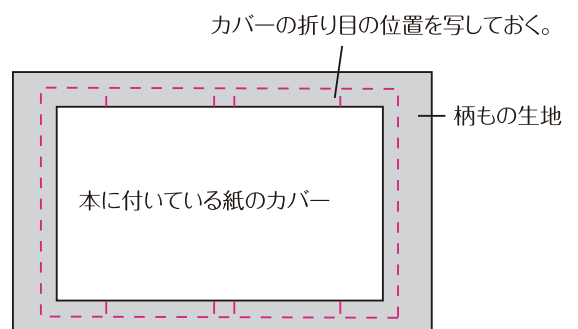 カバーの折り目の位置を写しておく。
柄もの生地
本に付いている紙のカバー